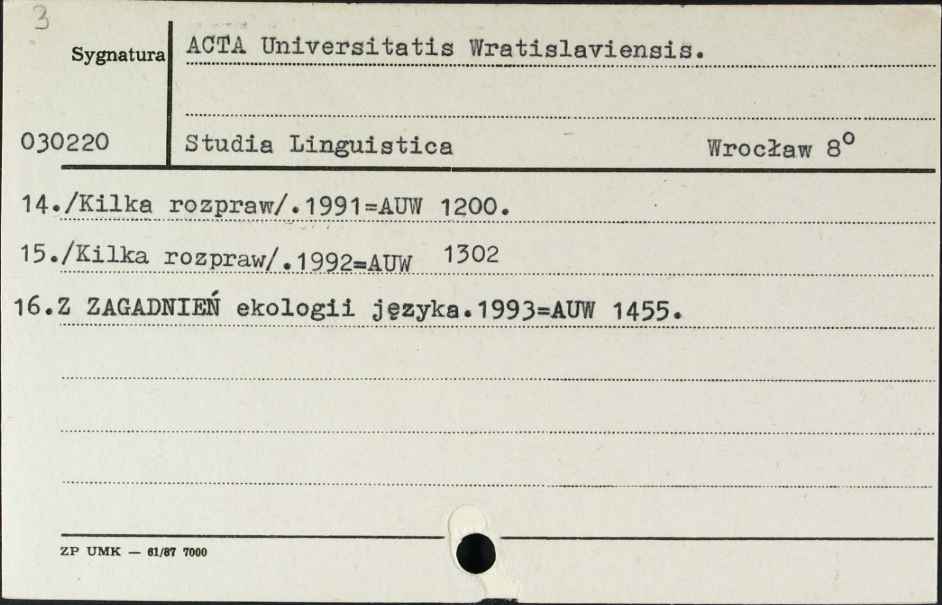 3
Sygnatura ACTA Universitatis Wratislaviensis.
030220 Studia Linguistica Wrocław 8°
14./Kilka rozpraw/.1991=AUW 1200.
15./Kilka rozpraw/.1992=AUW 1302
16.Z ZAGADNIEŃ ekologii języka.1993=AUW 1455.
ZP UMK — 61/87 7000